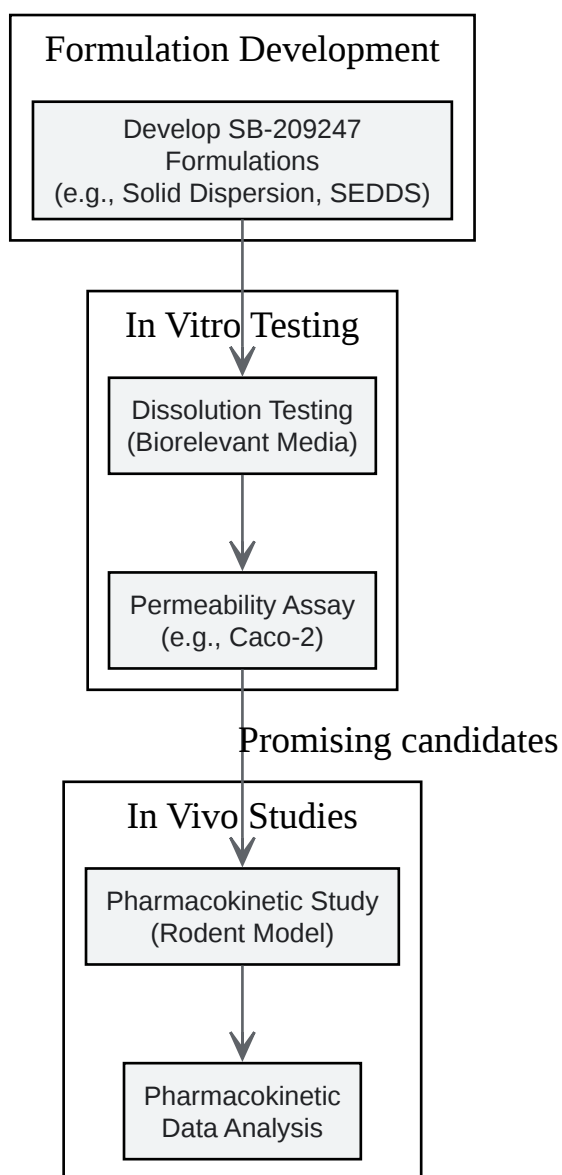 Formulation Development
Develop SB-209247
Formulations
(e.g., Solid Dispersion, SEDDS)
In Vitro Testing
Dissolution Testing
(Biorelevant Media)
Permeability Assay
(e.g., Caco-2)
Promising candidates
In Vivo Studies
Pharmacokinetic Study
(Rodent Model)
Pharmacokinetic
Data Analysis